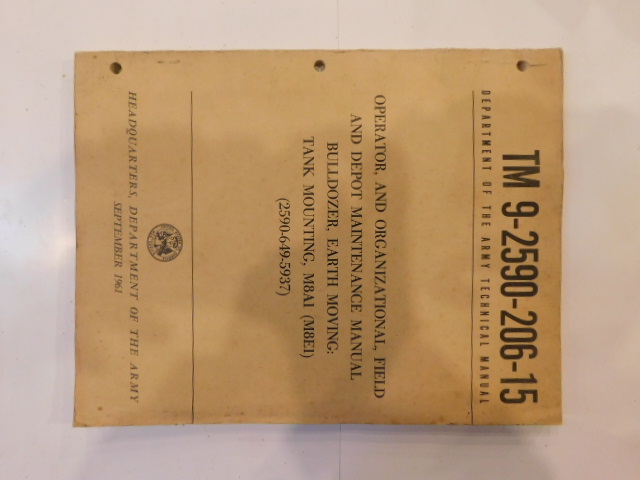 TM 9-2590-206-15
DEPARTMENT OF THE ARMY TECHNICAL MANUAL
OPERATOR, AND ORGANIZATIONAL, FIELD
AND DEPOT MAINTENANCE MANUAL
BULLDOZER, EARTH MOVING:
TANK MOUNTING, M8A1 (M8E1)
(2590-649-5937)
HEADQUARTERS, DEPARTMENT OF THE ARMY
SEPTEMBER 1961